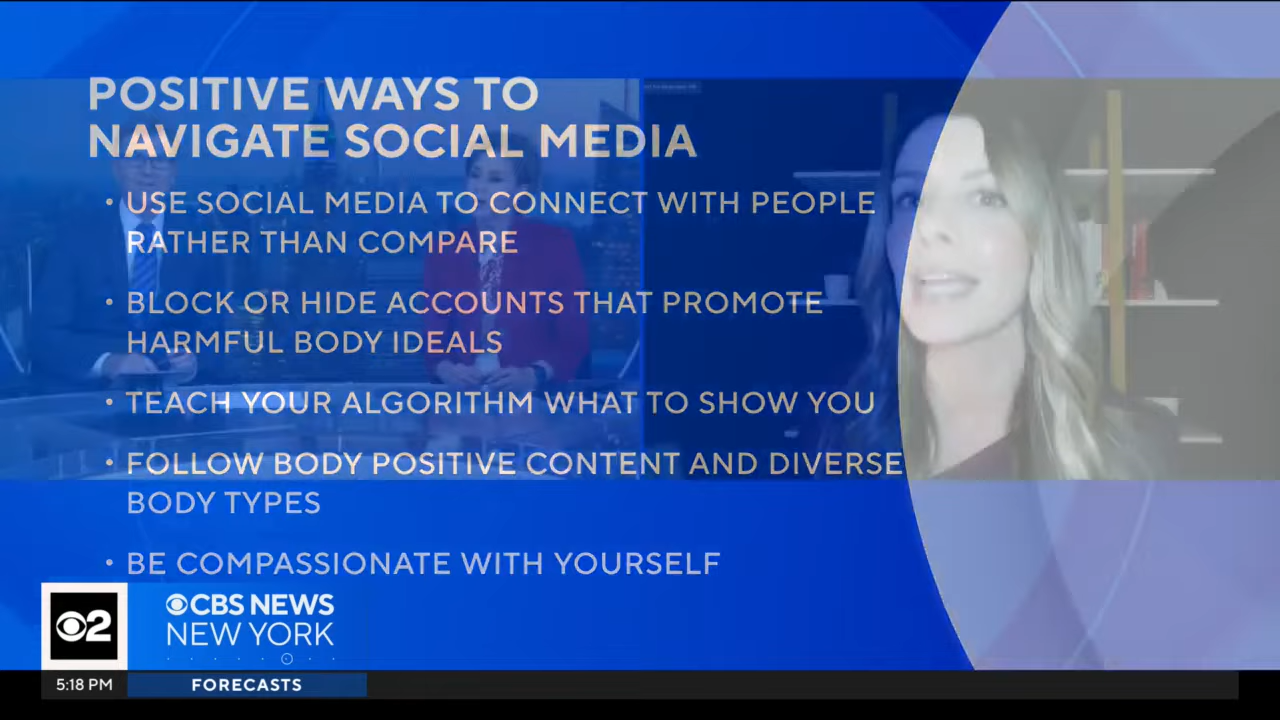 POSITIVE WAYS TO
NAVIGATE SOCIAL MEDIA
• USE SOCIAL MEDIA TO CONNECT WITH PEOPLE
RATHER THAN COMPARE
• BLOCK OR HIDE ACCOUNTS THAT PROMOTE
HARMFUL BODY IDEALS
• TEACH YOUR ALGORITHM WHAT TO SHOW YOU
• FOLLOW BODY POSITIVE CONTENT AND DIVERSE
BODY TYPES
• BE COMPASSIONATE WITH YOURSELF
2
CBS NEWS
NEW YORK
5:18 PM
FORECASTS